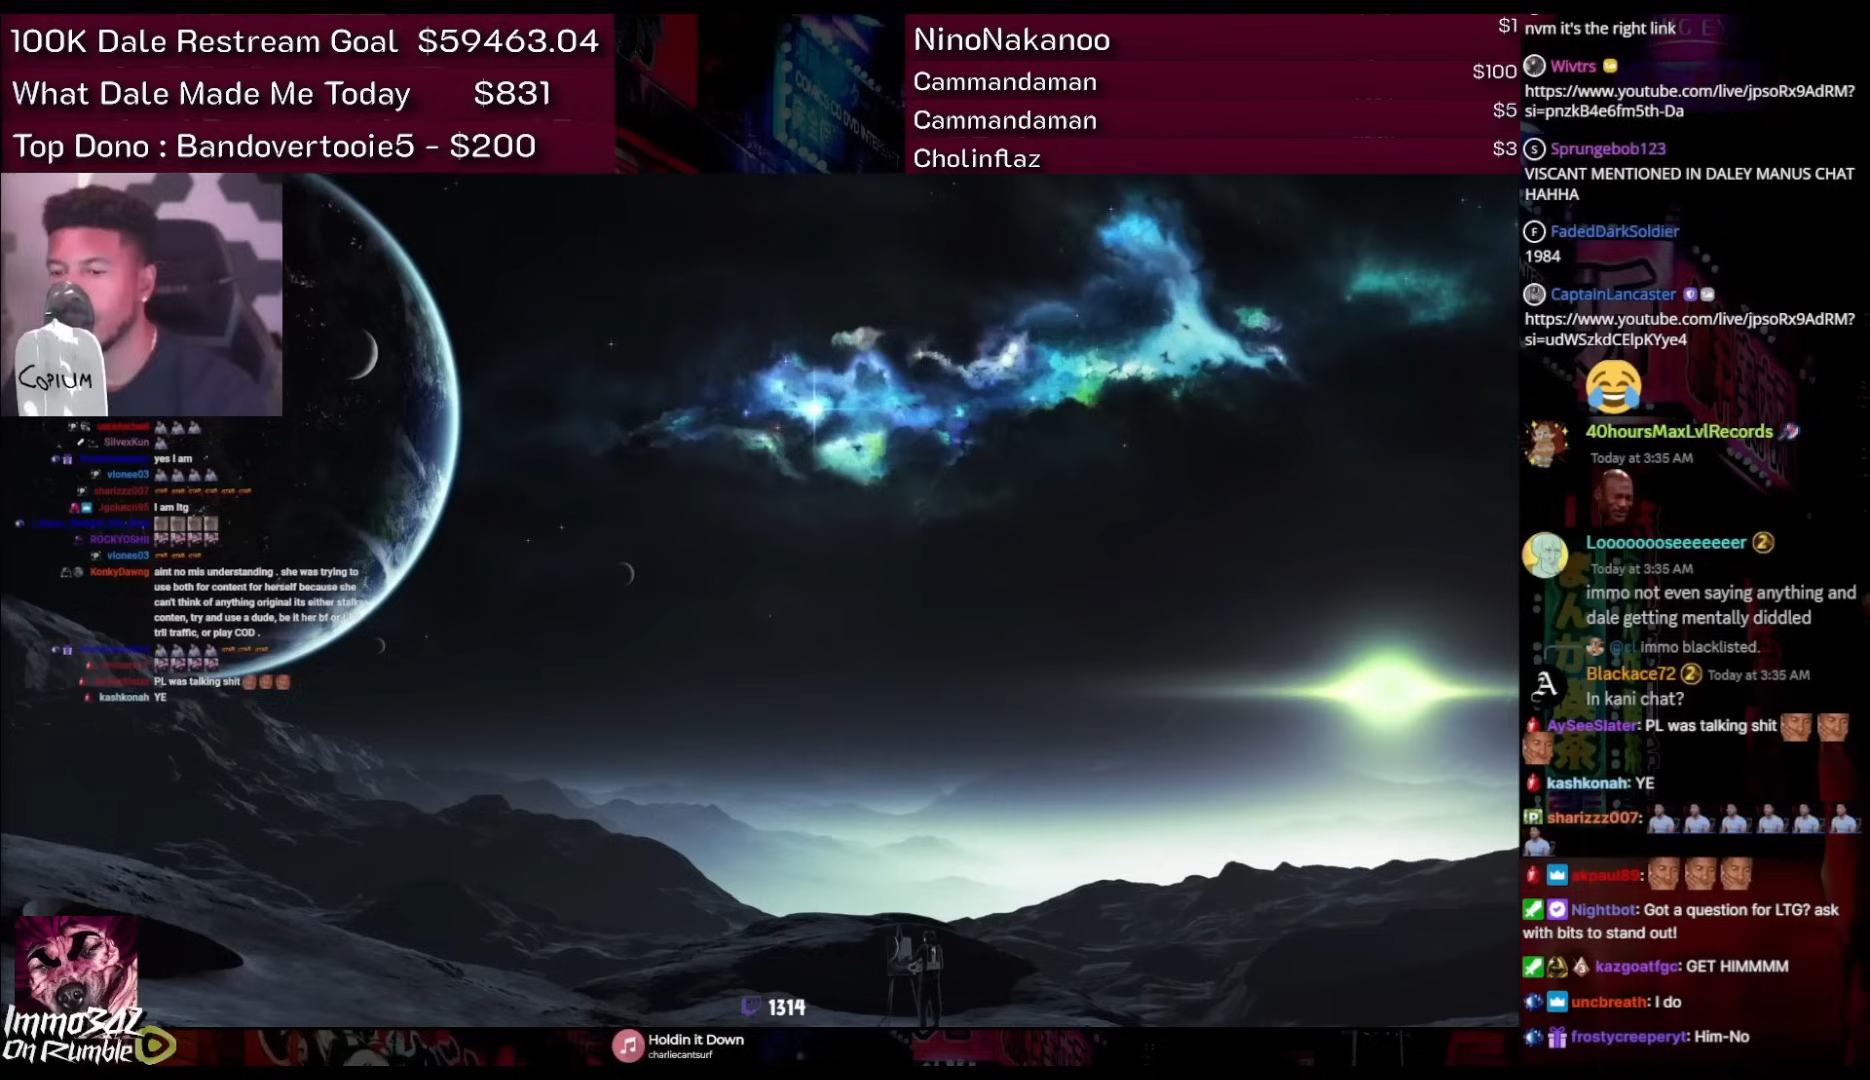 100K Dale Restream Goal $59463.04
What Dale Made Me Today $831
Top Dono : Bandovertooie5 - $200
NinoNakanoo $1
Cammandaman $100
Cammandaman $5
Cholinflaz $3
COPIUM
SilvexKun
yes I am
vlonee03
sharizzz007
Jgclutch95 I am ltg
ROCKYOSHII
vlonee03
KonkyDawng aint no mis understanding . she was trying to
use both for content for herself because she
can't think of anything original its either
conten, try and use a dude, be it her bf or
trll traffic, or play COD .
PL was talking shit
kashkonah YE
1314
Immo342
On Rumble
Holdin it Down
charliecantsurf
nvm it's the right link
Wivtrs
https://www.youtube.com/live/jpsoRx9AdRM?
si=pnzkB4e6fm5th-Da
S Sprungebob123
VISCANT MENTIONED IN DALEY MANUS CHAT
HAHHA
F FadedDarkSoldier
1984
CaptainLancaster
https://www.youtube.com/live/jpsoRx9AdRM?
si=udWSzkdCElpKYye4
40hoursMaxLvlRecords
Today at 3:35 AM
Loooooooseeeeeeer 2
Today at 3:35 AM
immo not even saying anything and
dale getting mentally diddled
immo blacklisted.
Blackace72 2 Today at 3:35 AM
In kani chat?
AySeeSlater: PL was talking shit
kashkonah: YE
sharizzz007:
akpaul89:
Nightbot: Got a question for LTG? ask
with bits to stand out!
kazgoatfgc: GET HIMMMM
uncbreath: I do
frostycreeperyt: Him-No